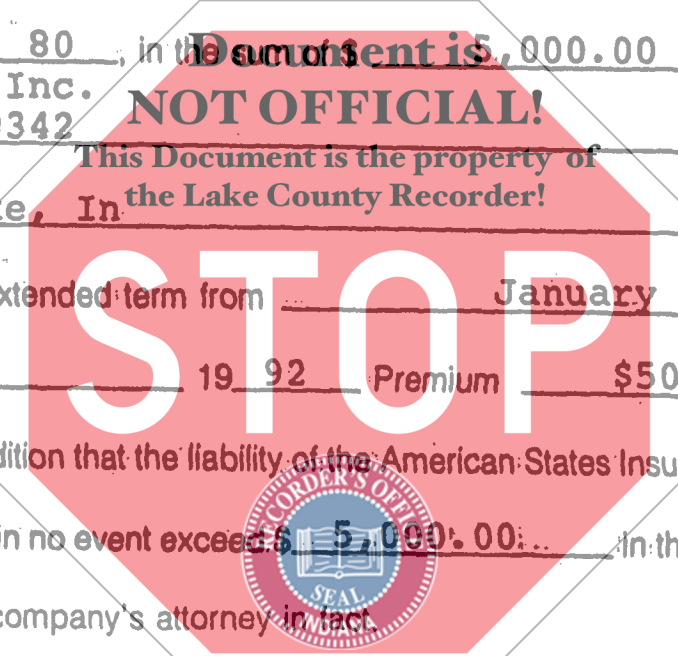 80, in the sum of $ 5,000.00
Document is
Inc.
NOT OFFICIAL!
9342
This Document is the property of
the Lake County Recorder!
e, In
xtended term from January
STOP
19 92 Premium $50
dition that the liability of the American States Insu
RECORDER'S OFFICE
in no event exceed $ 5,000.00 in th
SEAL
INDIANA
company's attorney in fact.